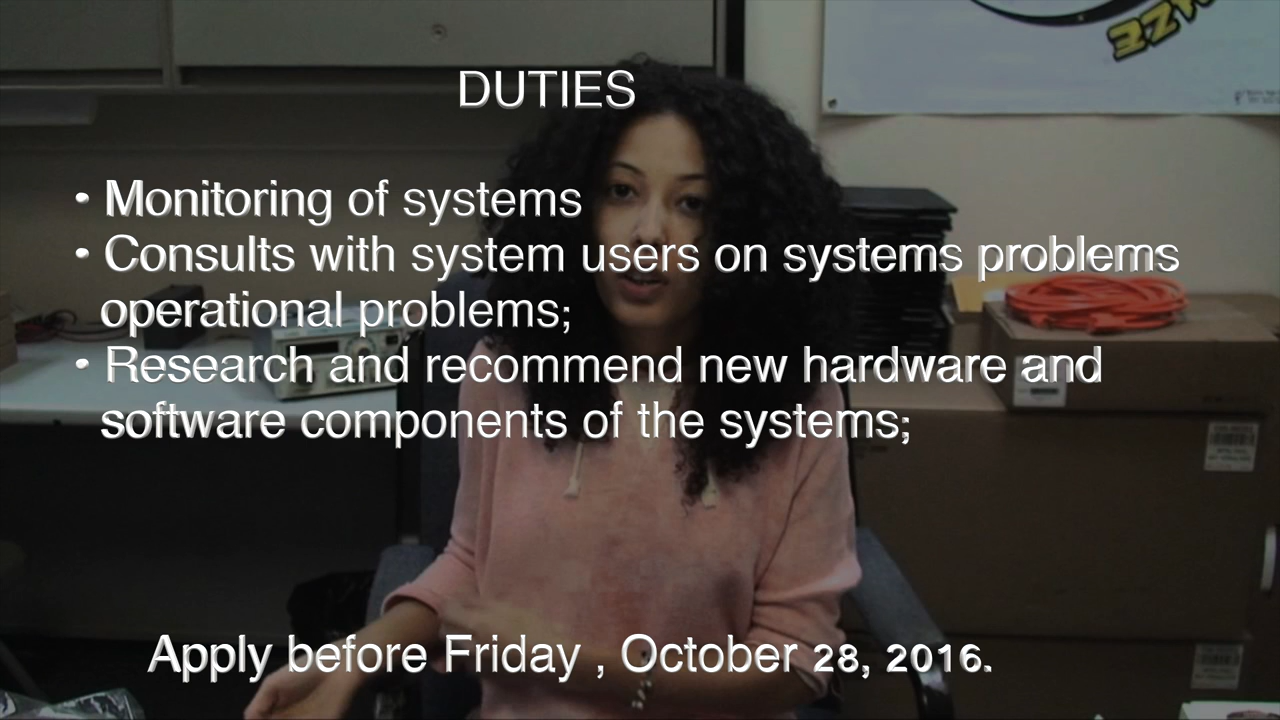 DUTIES
• Monitoring of systems
• Consults with system users on systems problems
operational problems;
• Research and recommend new hardware and
software components of the systems;
Apply before Friday , October 28, 2016.